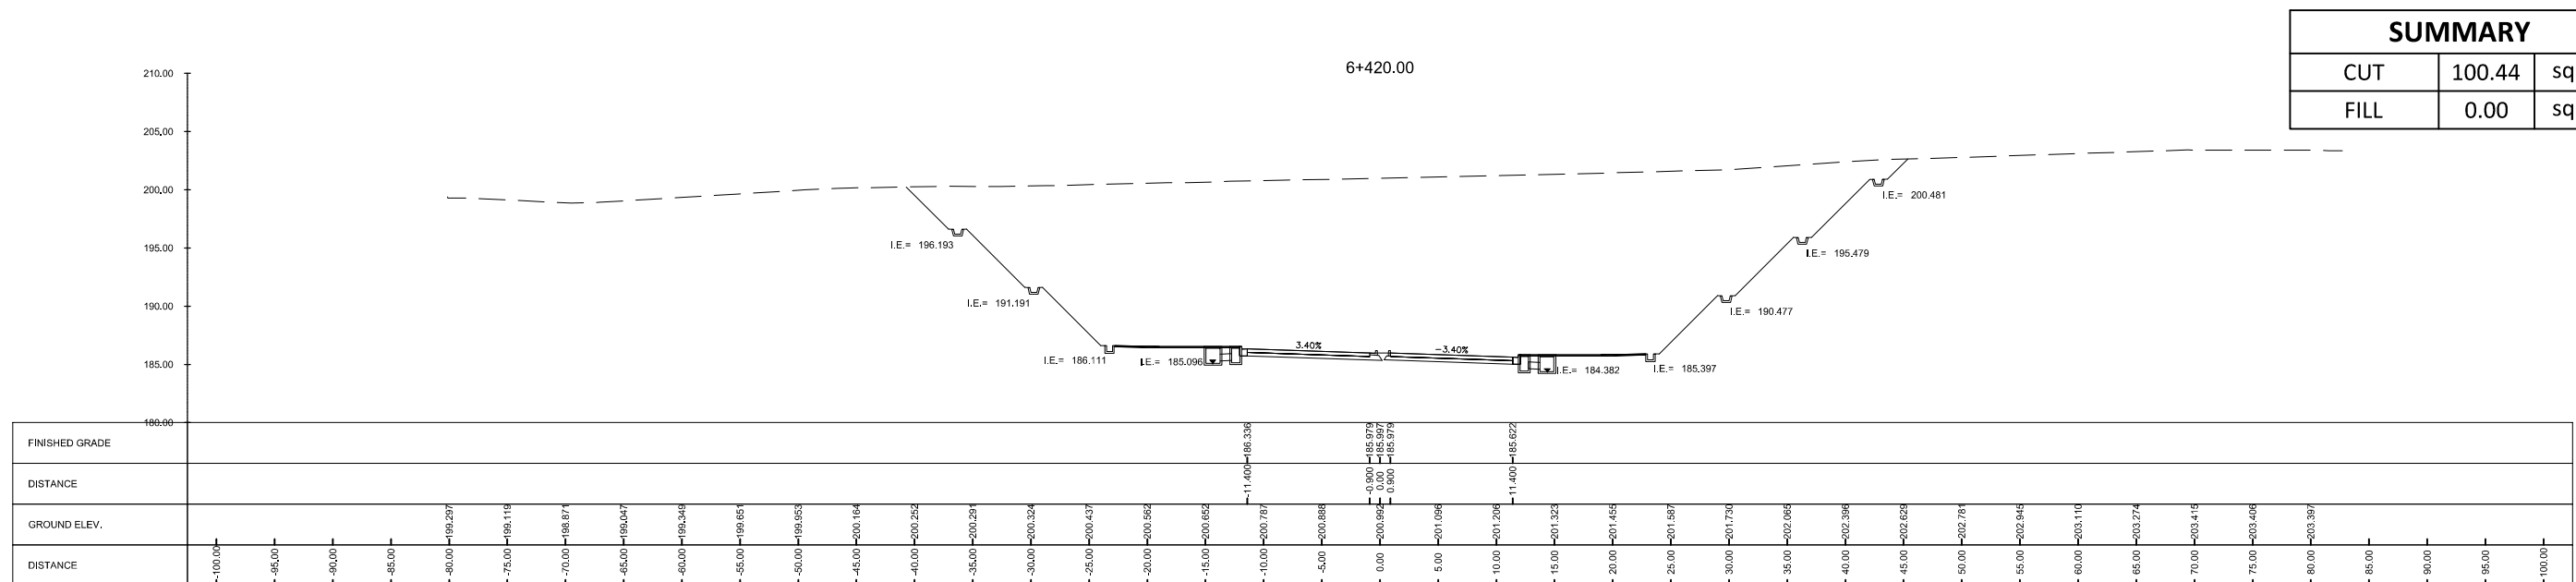 SUMMARY
CUT 100.44 sq
FILL 0.00 sq
6+420.00
210.00
205.00
200.00
195.00
190.00
185.00
180.00
I.E.= 200.481
I.E.= 196.193
I.E.= 195.479
I.E.= 191.191
I.E.= 190.477
3.40%
-3.40%
I.E.= 186.111
I.E.= 185.096
I.E.= 184.382
I.E.= 185.397
FINISHED GRADE 186.336 185.979 185.997 185.979 185.622
DISTANCE -11.400 -0.900 0.00 0.900 11.400
GROUND ELEV. 199.297 199.119 198.871 199.047 199.349 199.651 199.953 200.164 200.252 200.291 200.324 200.437 200.562 200.652 200.787 200.888 200.992 201.096 201.206 201.323 201.455 201.587 201.730 202.065 202.396 202.629 202.781 202.945 203.110 203.274 203.415 203.406 203.397
DISTANCE -100.00 -95.00 -90.00 -85.00 -80.00 -75.00 -70.00 -65.00 -60.00 -55.00 -50.00 -45.00 -40.00 -35.00 -30.00 -25.00 -20.00 -15.00 -10.00 -5.00 0.00 5.00 10.00 15.00 20.00 25.00 30.00 35.00 40.00 45.00 50.00 55.00 60.00 65.00 70.00 75.00 80.00 85.00 90.00 95.00 100.00